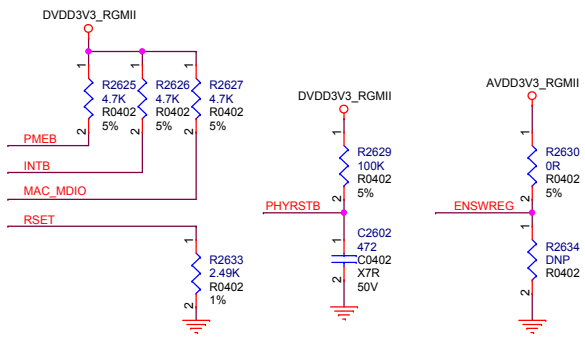 DVDD3V3_RGMII
1
1
1
R2625
4.7K
R0402
5%
R2626
4.7K
R0402
5%
R2627
4.7K
R0402
5%
2
2
2
PMEB
INTB
MAC_MDIO
RSET
1
R2633
2.49K
R0402
1%
2
DVDD3V3_RGMII
1
R2629
100K
R0402
5%
2
PHYRSTB
1
C2602
472
C0402
X7R
50V
2
AVDD3V3_RGMII
1
R2630
0R
R0402
5%
2
ENSWREG
1
R2634
DNP
R0402
2